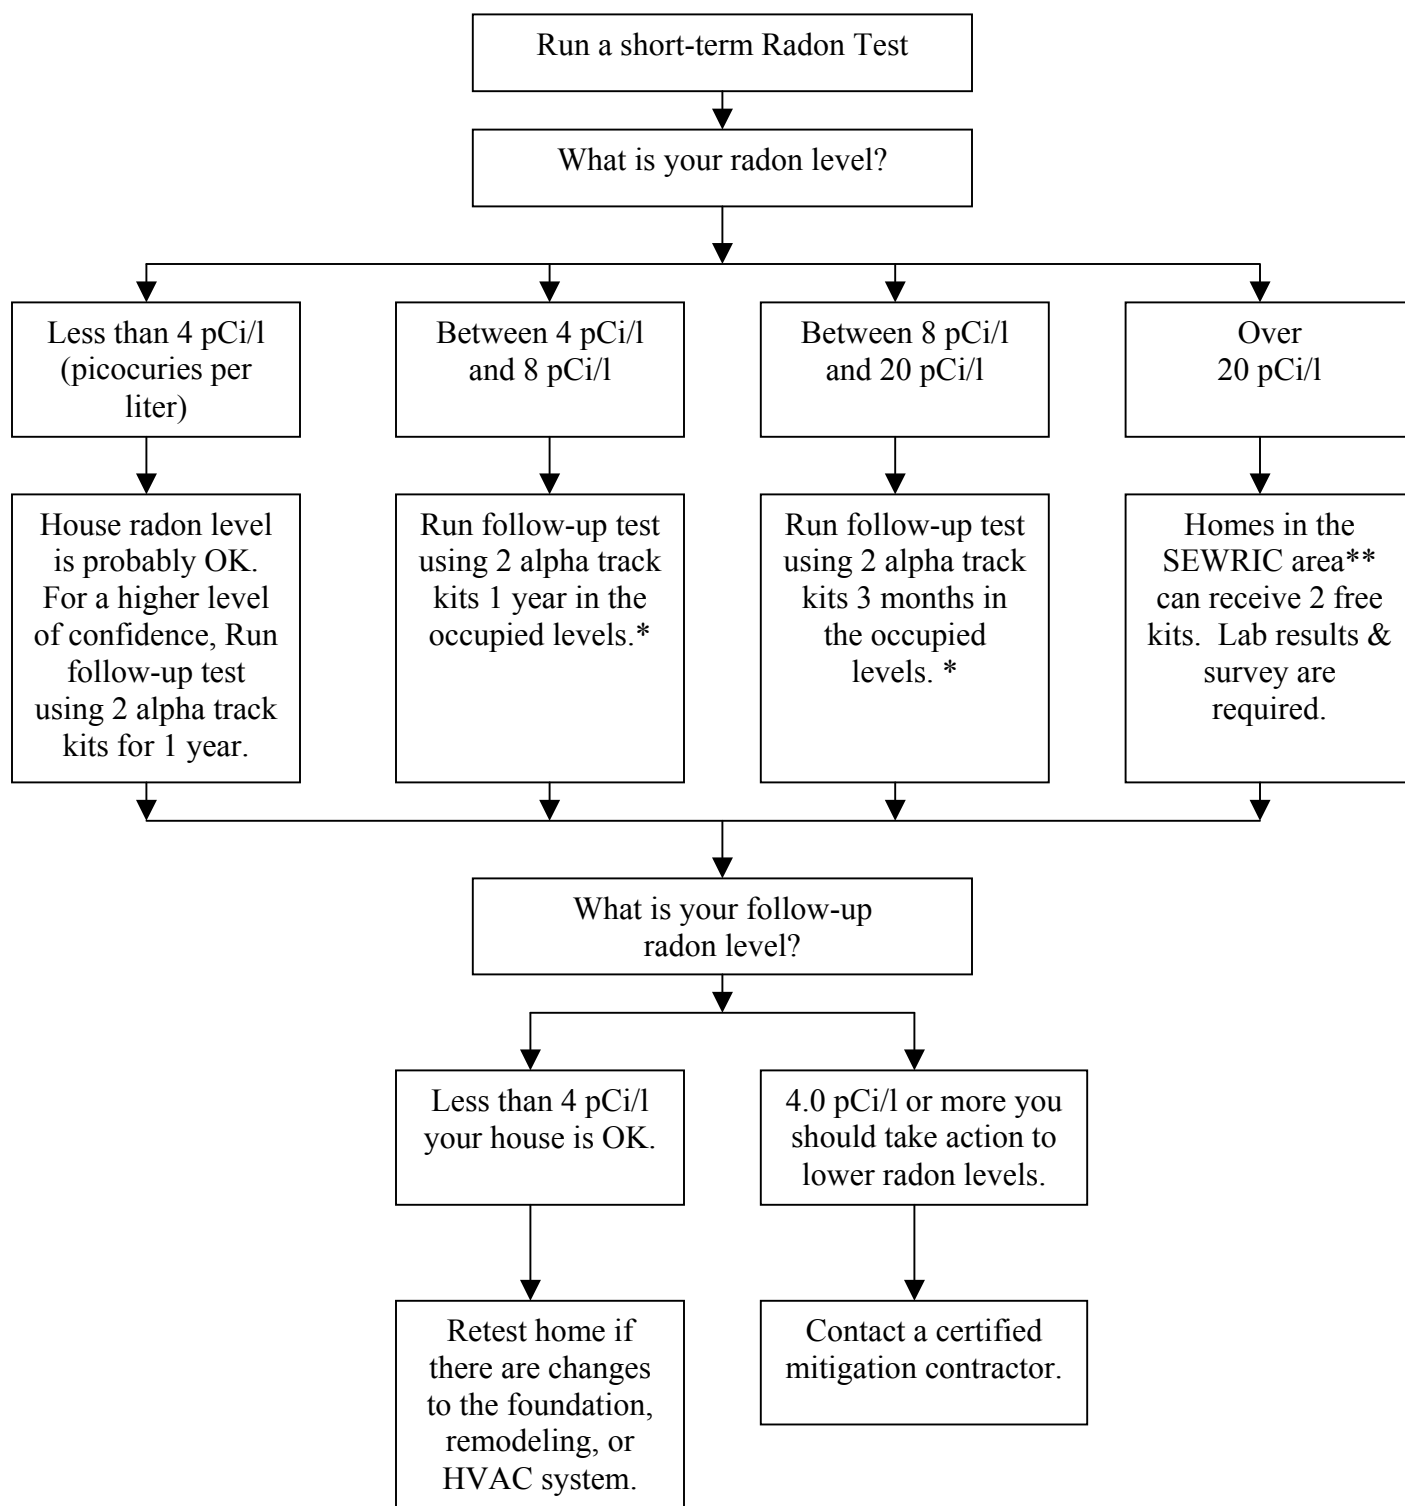 Run a short-term Radon Test
What is your radon level?
Less than 4 pCi/l
(picocuries per
liter)
Between 4 pCi/l
and 8 pCi/l
Between 8 pCi/l
and 20 pCi/l
Over
20 pCi/l
House radon level
is probably OK.
For a higher level
of confidence, Run
follow-up test
using 2 alpha track
kits for 1 year.
Run follow-up test
using 2 alpha track
kits 1 year in the
occupied levels.*
Run follow-up test
using 2 alpha track
kits 3 months in
the occupied
levels. *
Homes in the
SEWRIC area**
can receive 2 free
kits.  Lab results &
survey are
required.
What is your follow-up
radon level?
Less than 4 pCi/l
your house is OK.
4.0 pCi/l or more you
should take action to
lower radon levels.
Retest home if
there are changes
to the foundation,
remodeling, or
HVAC system.
Contact a certified
mitigation contractor.